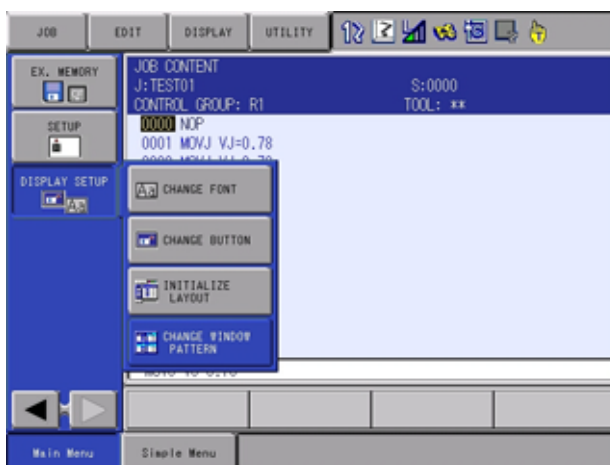 JOB EDIT DISPLAY UTILITY
EX. MEMORY
SETUP
DISPLAY SETUP
JOB CONTENT
J:TEST01 S:0000
CONTROL GROUP: R1 TOOL: **
0000 NOP
0001 MOVJ VJ=0.78
Aa CHANGE FONT
CHANGE BUTTON
INITIALIZE
LAYOUT
CHANGE WINDOW
PATTERN
Main Menu Simple Menu